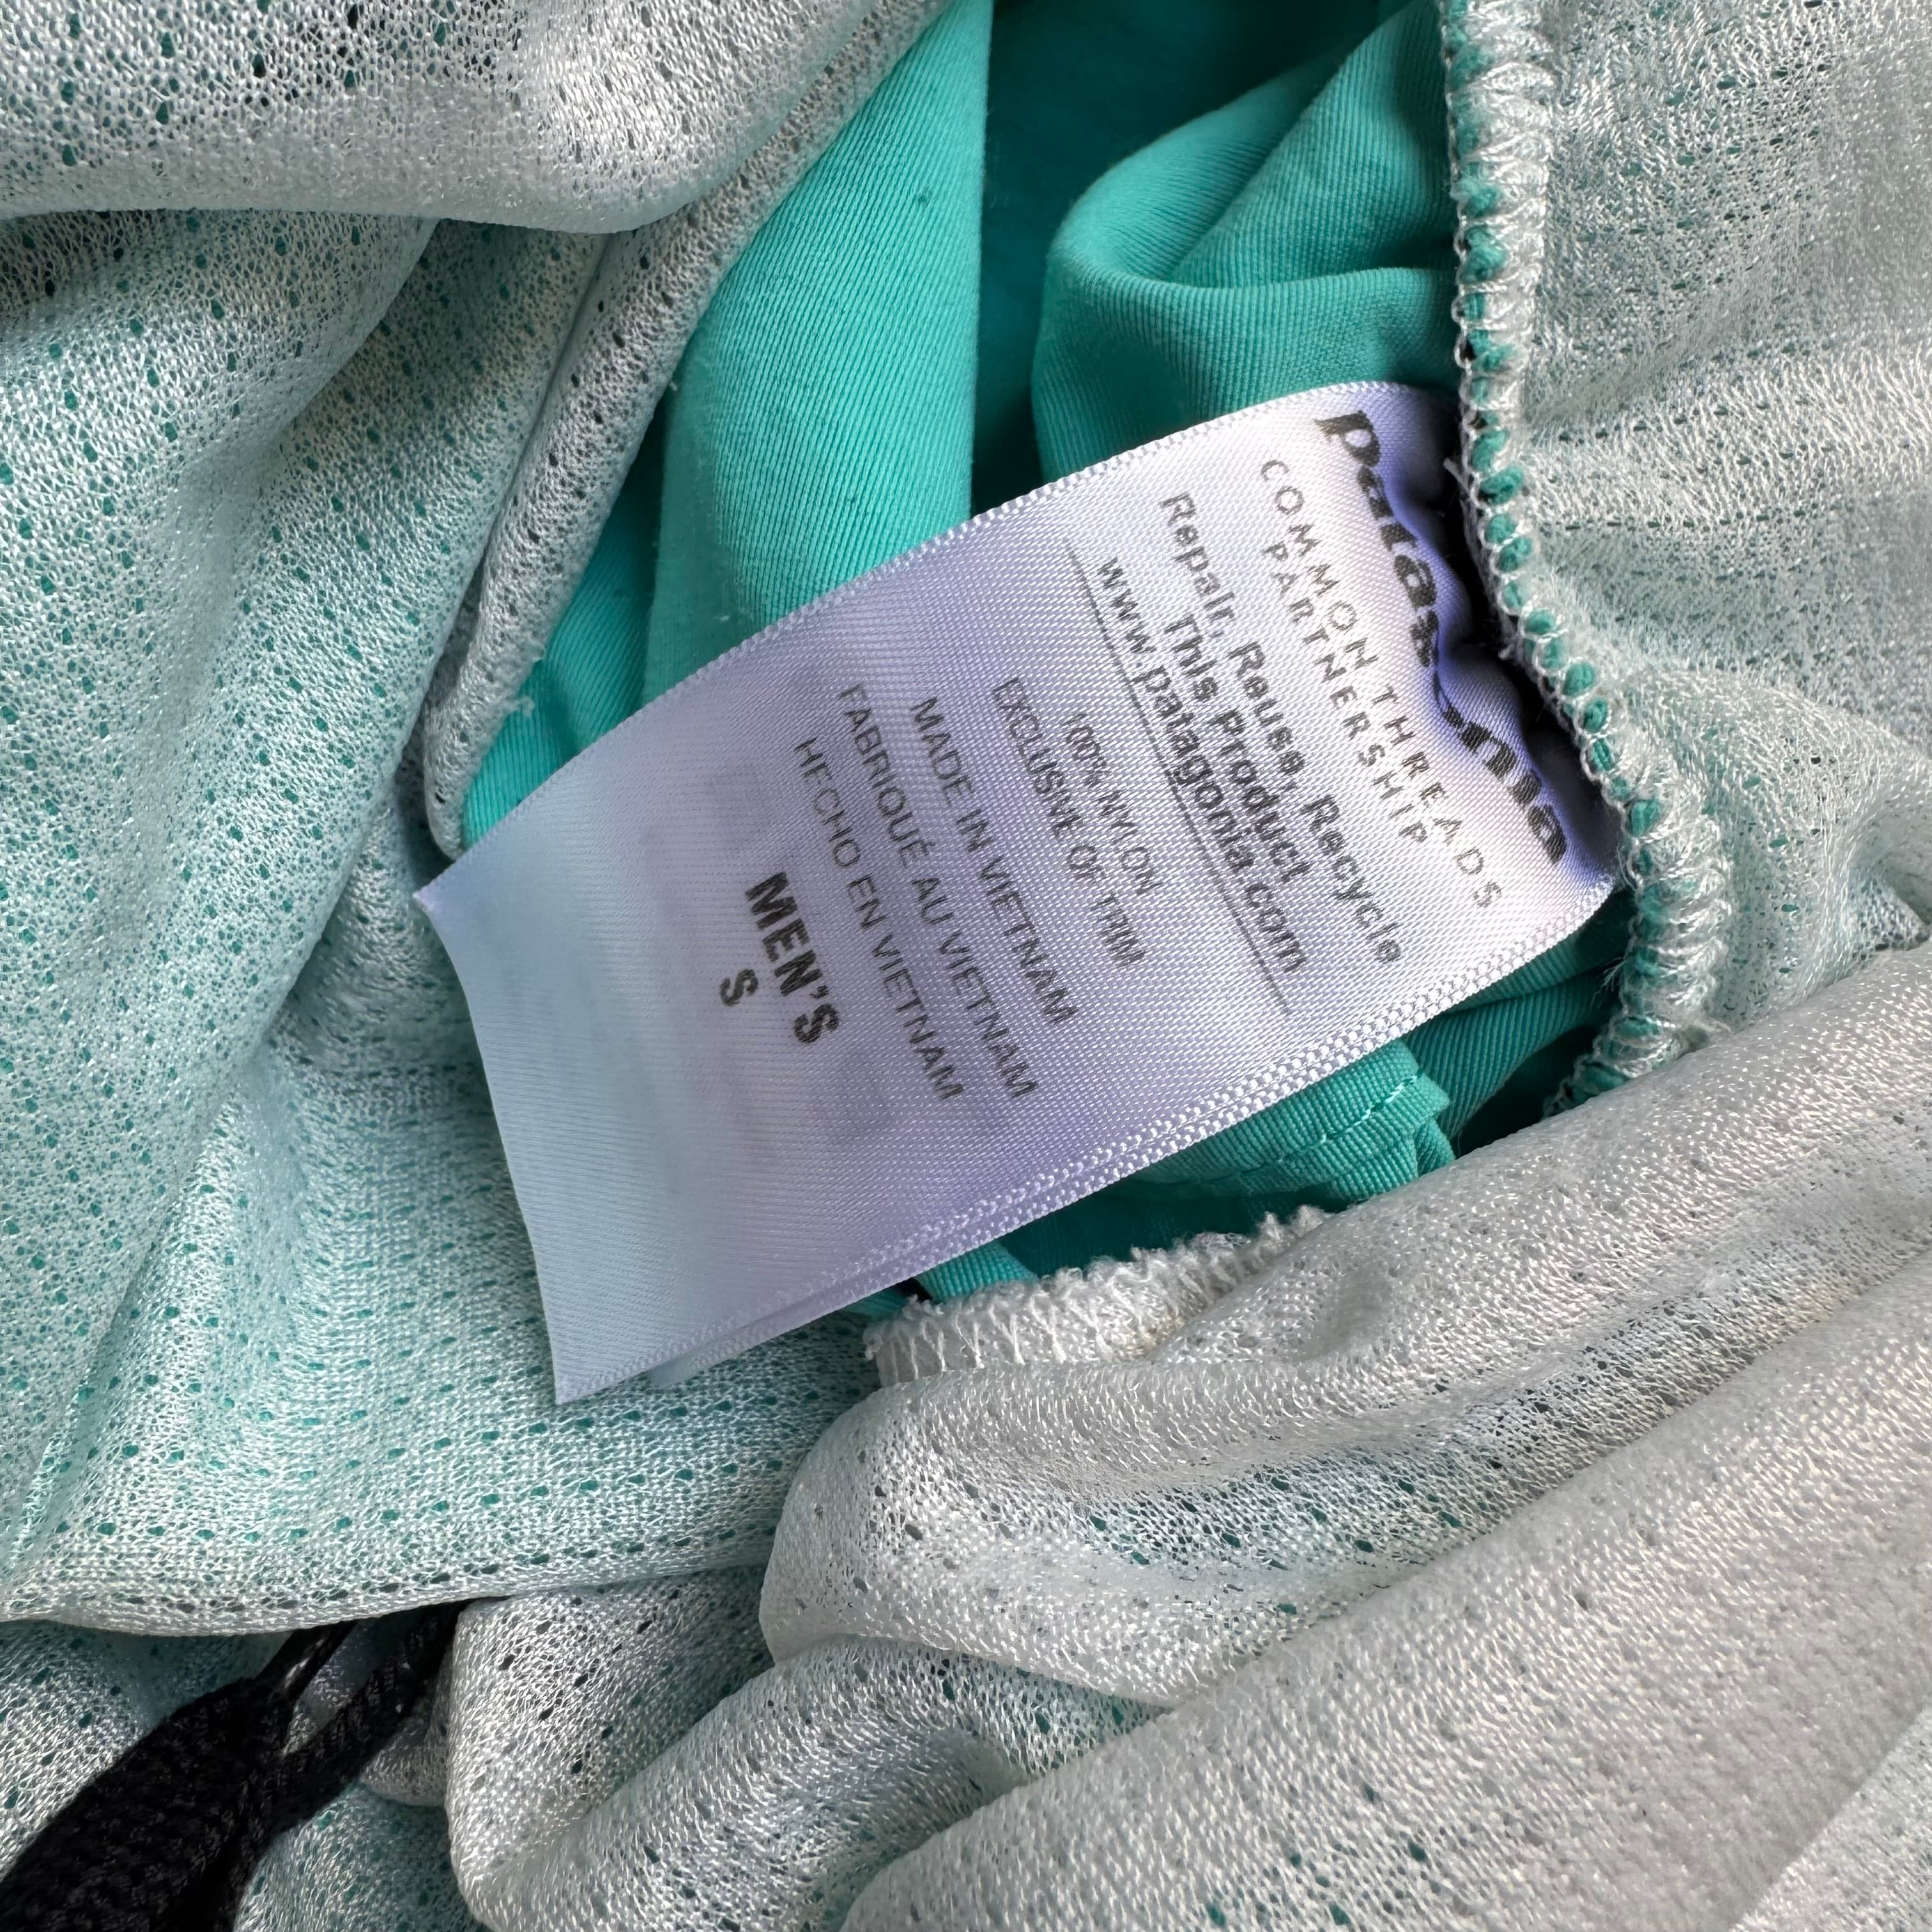 patagonia
COMMON THREADS
PARTNERSHIP
Repair, Reuse, Recycle
This Product
www.patagonia.com
100% NYLON
EXCLUSIVE OF TRIM
MADE IN VIETNAM
FABRIQUÉ AU VIETNAM
HECHO EN VIETNAM
MEN'S
S